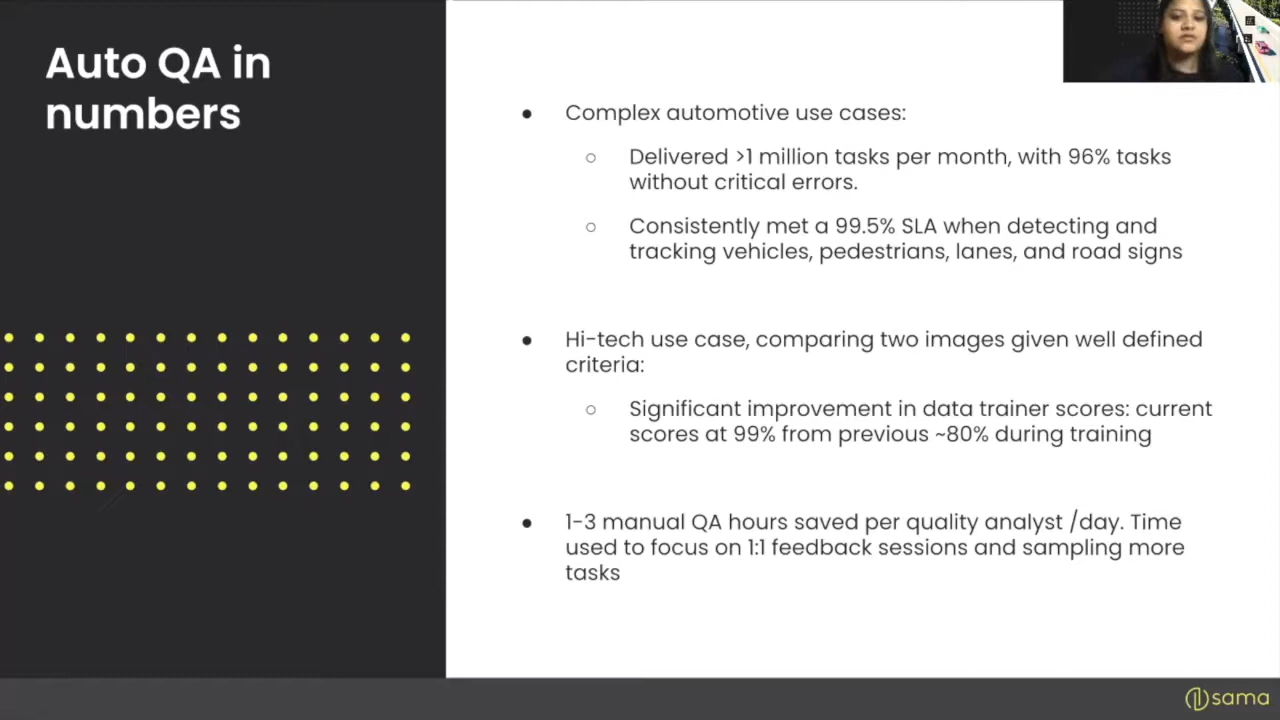 Auto QA in
numbers
● Complex automotive use cases:
○ Delivered >1 million tasks per month, with 96% tasks
without critical errors.
○ Consistently met a 99.5% SLA when detecting and
tracking vehicles, pedestrians, lanes, and road signs
● Hi-tech use case, comparing two images given well defined
criteria:
○ Significant improvement in data trainer scores: current
scores at 99% from previous ~80% during training
● 1-3 manual QA hours saved per quality analyst /day. Time
used to focus on 1:1 feedback sessions and sampling more
tasks
sama